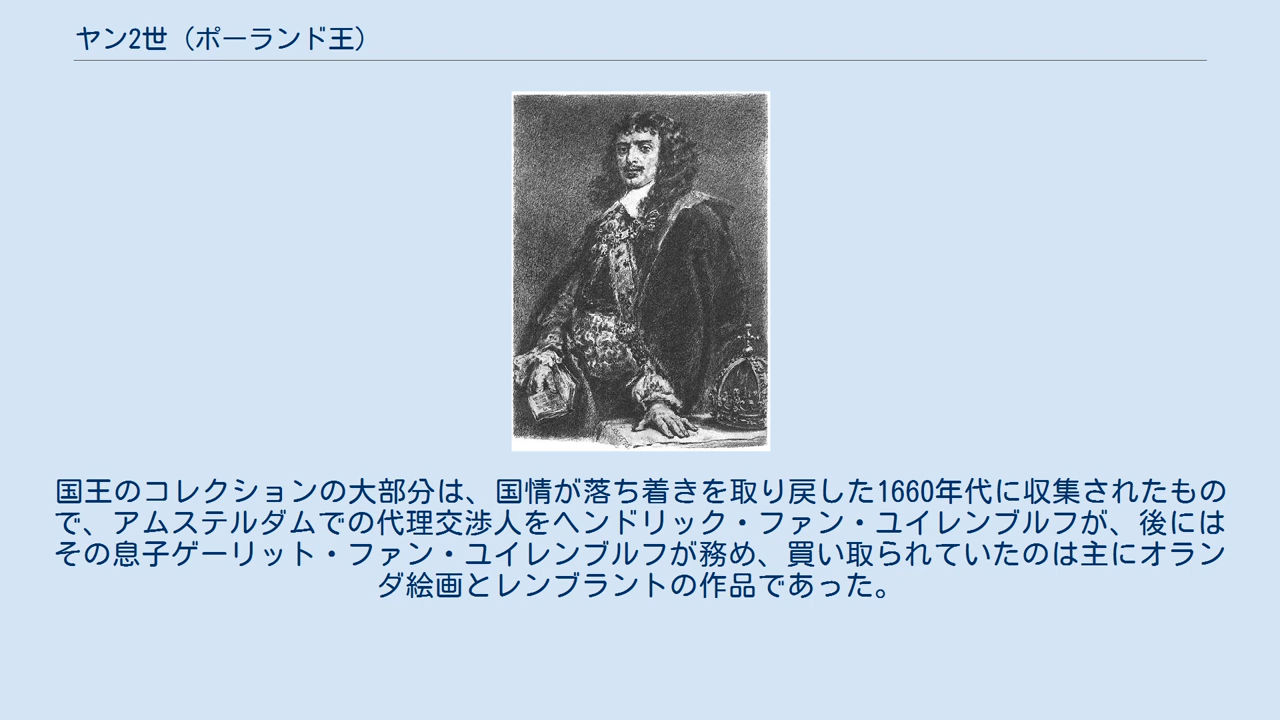 ヤン2世（ポーランド王）
国王のコレクションの大部分は、国情が落ち着きを取り戻した1660年代に収集されたもの
で、アムステルダムでの代理交渉人をヘンドリック・ファン・ユイレンブルフが、後には
その息子ゲーリット・ファン・ユイレンブルフが務め、買い取られていたのは主にオラン
ダ絵画とレンブラントの作品であった。